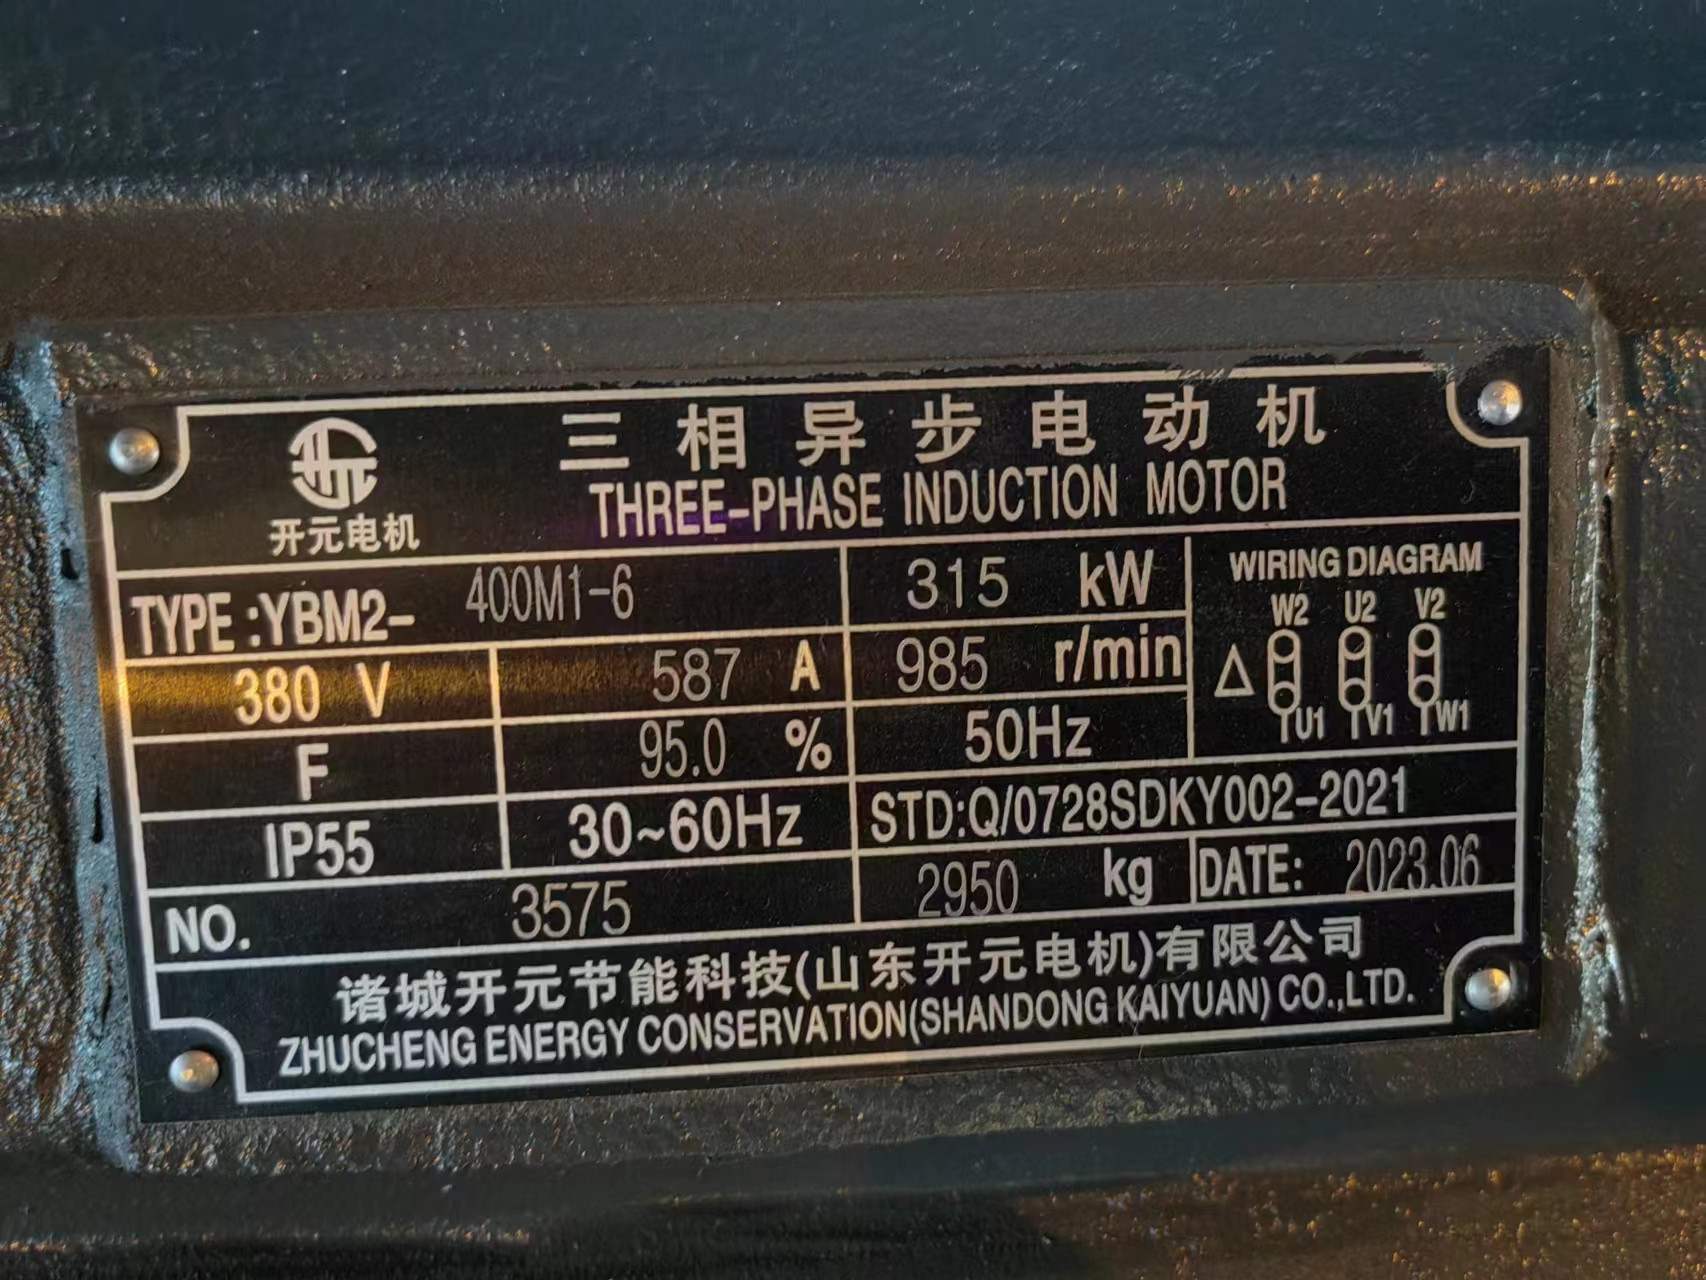 三相异步电动机
THREE-PHASE INDUCTION MOTOR
开元电机
TYPE:YBM2- 400M1-6
315 kW
WIRING DIAGRAM
W2 U2 V2
380 V
587 A
985 r/min
Δ
U1 V1 W1
F
95.0 %
50Hz
IP55
30~60Hz
STD:Q/0728SDKY002-2021
NO. 3575
2950 kg
DATE: 2023.06
诸城开元节能科技(山东开元电机)有限公司
ZHUCHENG ENERGY CONSERVATION(SHANDONG KAIYUAN) CO.,LTD.